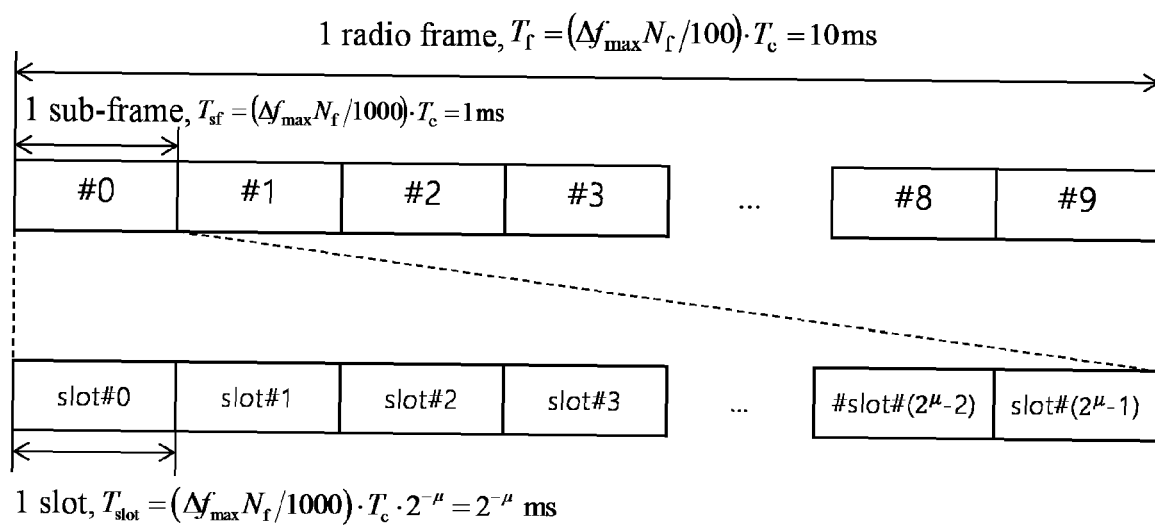 1 radio frame, T_f = (Δf_max N_f /100) · T_c = 10ms
1 sub-frame, T_sf = (Δf_max N_f /1000) · T_c = 1ms
#0 #1 #2 #3 ... #8 #9
slot#0 slot#1 slot#2 slot#3 ... #slot#(2^μ-2) slot#(2^μ-1)
1 slot, T_slot = (Δf_max N_f /1000) · T_c · 2^-μ = 2^-μ ms